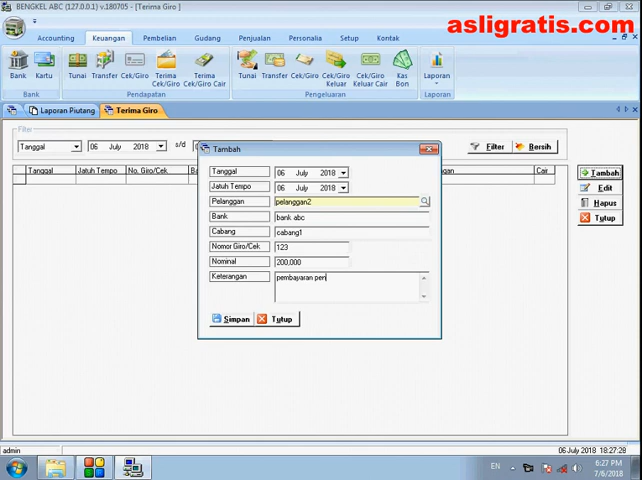 BENGKEL ABC (127.0.0.1) v.180705 - [Terima Giro]
asligratis.com
Accounting Keuangan Pembelian Gudang Penjualan Personalia Setup Kontak
Bank Kartu Tunai Transfer Cek/Giro Terima Cek/Giro Terima Cek/Giro Cair Tunai Transfer Cek/Giro Cek/Giro Keluar Cek/Giro Keluar Cair Kas Bon Laporan
Bank Pendapatan Pengeluaran Laporan
Laporan Piutang Terima Giro
Filter
Tanggal 06 July 2018 s/d Filter Bersih
Tanggal Jatuh Tempo No. Giro/Cek Cair
Tambah
Edit
Hapus
Tutup
Tambah
Tanggal 06 July 2018
Jatuh Tempo 06 July 2018
Pelanggan pelanggan2
Bank bank abc
Cabang cabang1
Nomor Giro/Cek 123
Nominal 200,000
Keterangan pembayaran pen
Simpan Tutup
admin 06 July 2018 18:27:28
EN 6:27 PM
7/6/2018